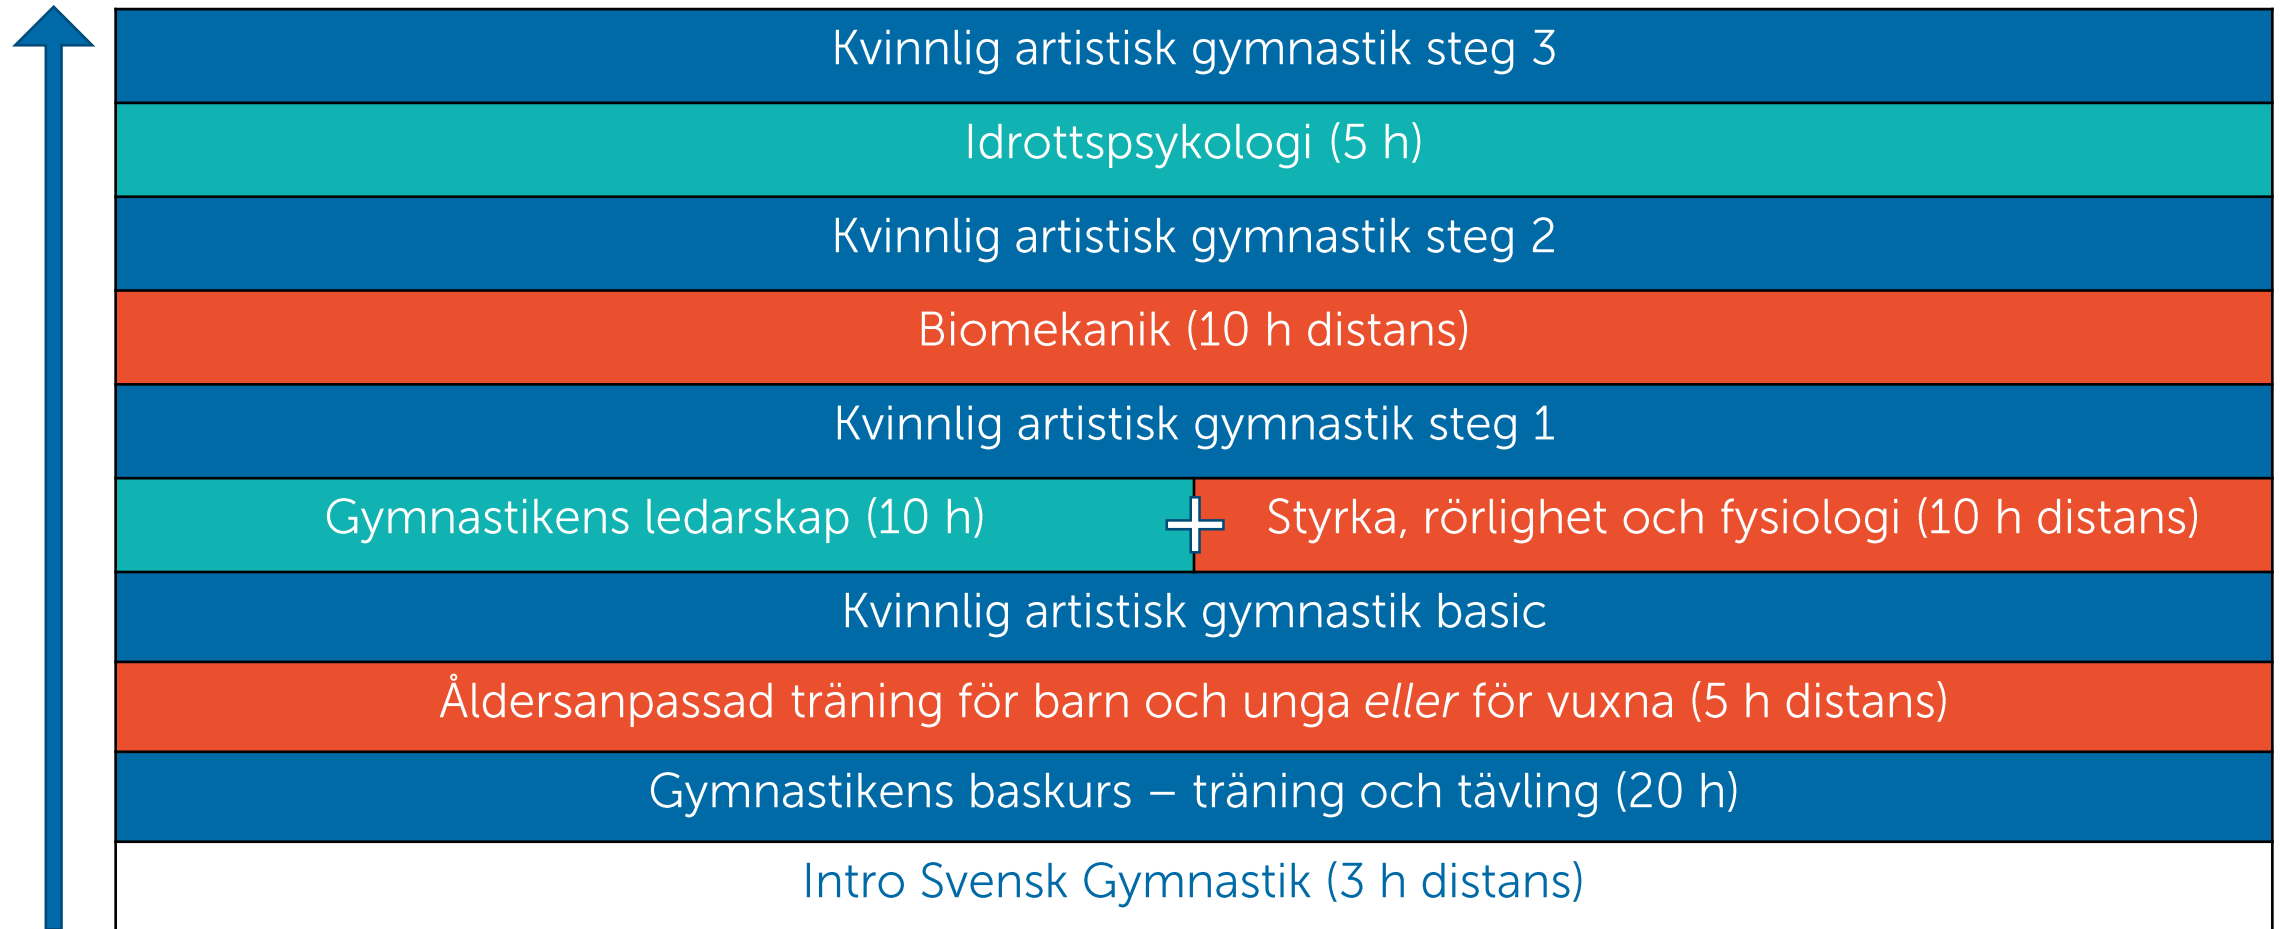 Kvinnlig artistisk gymnastik steg 3
Idrottspsykologi (5 h)
Kvinnlig artistisk gymnastik steg 2
Biomekanik (10 h distans)
Kvinnlig artistisk gymnastik steg 1
Gymnastikens ledarskap (10 h) + Styrka, rörlighet och fysiologi (10 h distans)
Kvinnlig artistisk gymnastik basic
Åldersanpassad träning för barn och unga eller för vuxna (5 h distans)
Gymnastikens baskurs – träning och tävling (20 h)
Intro Svensk Gymnastik (3 h distans)